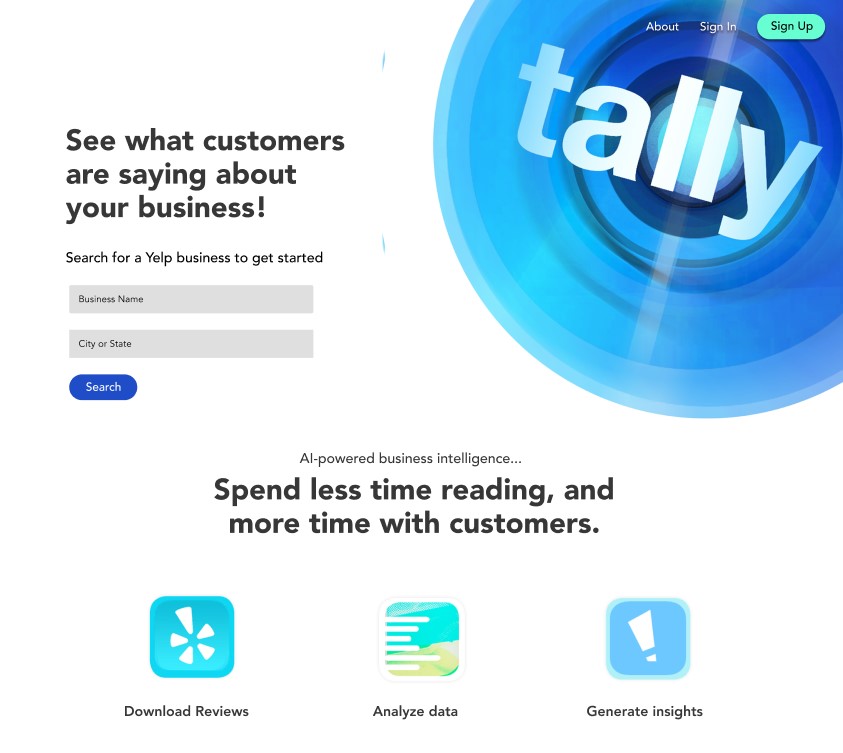 About Sign In Sign Up
tally
See what customers
are saying about
your business!
Search for a Yelp business to get started
Business Name
City or State
Search
AI-powered business intelligence...
Spend less time reading, and
more time with customers.
Download Reviews Analyze data Generate insights